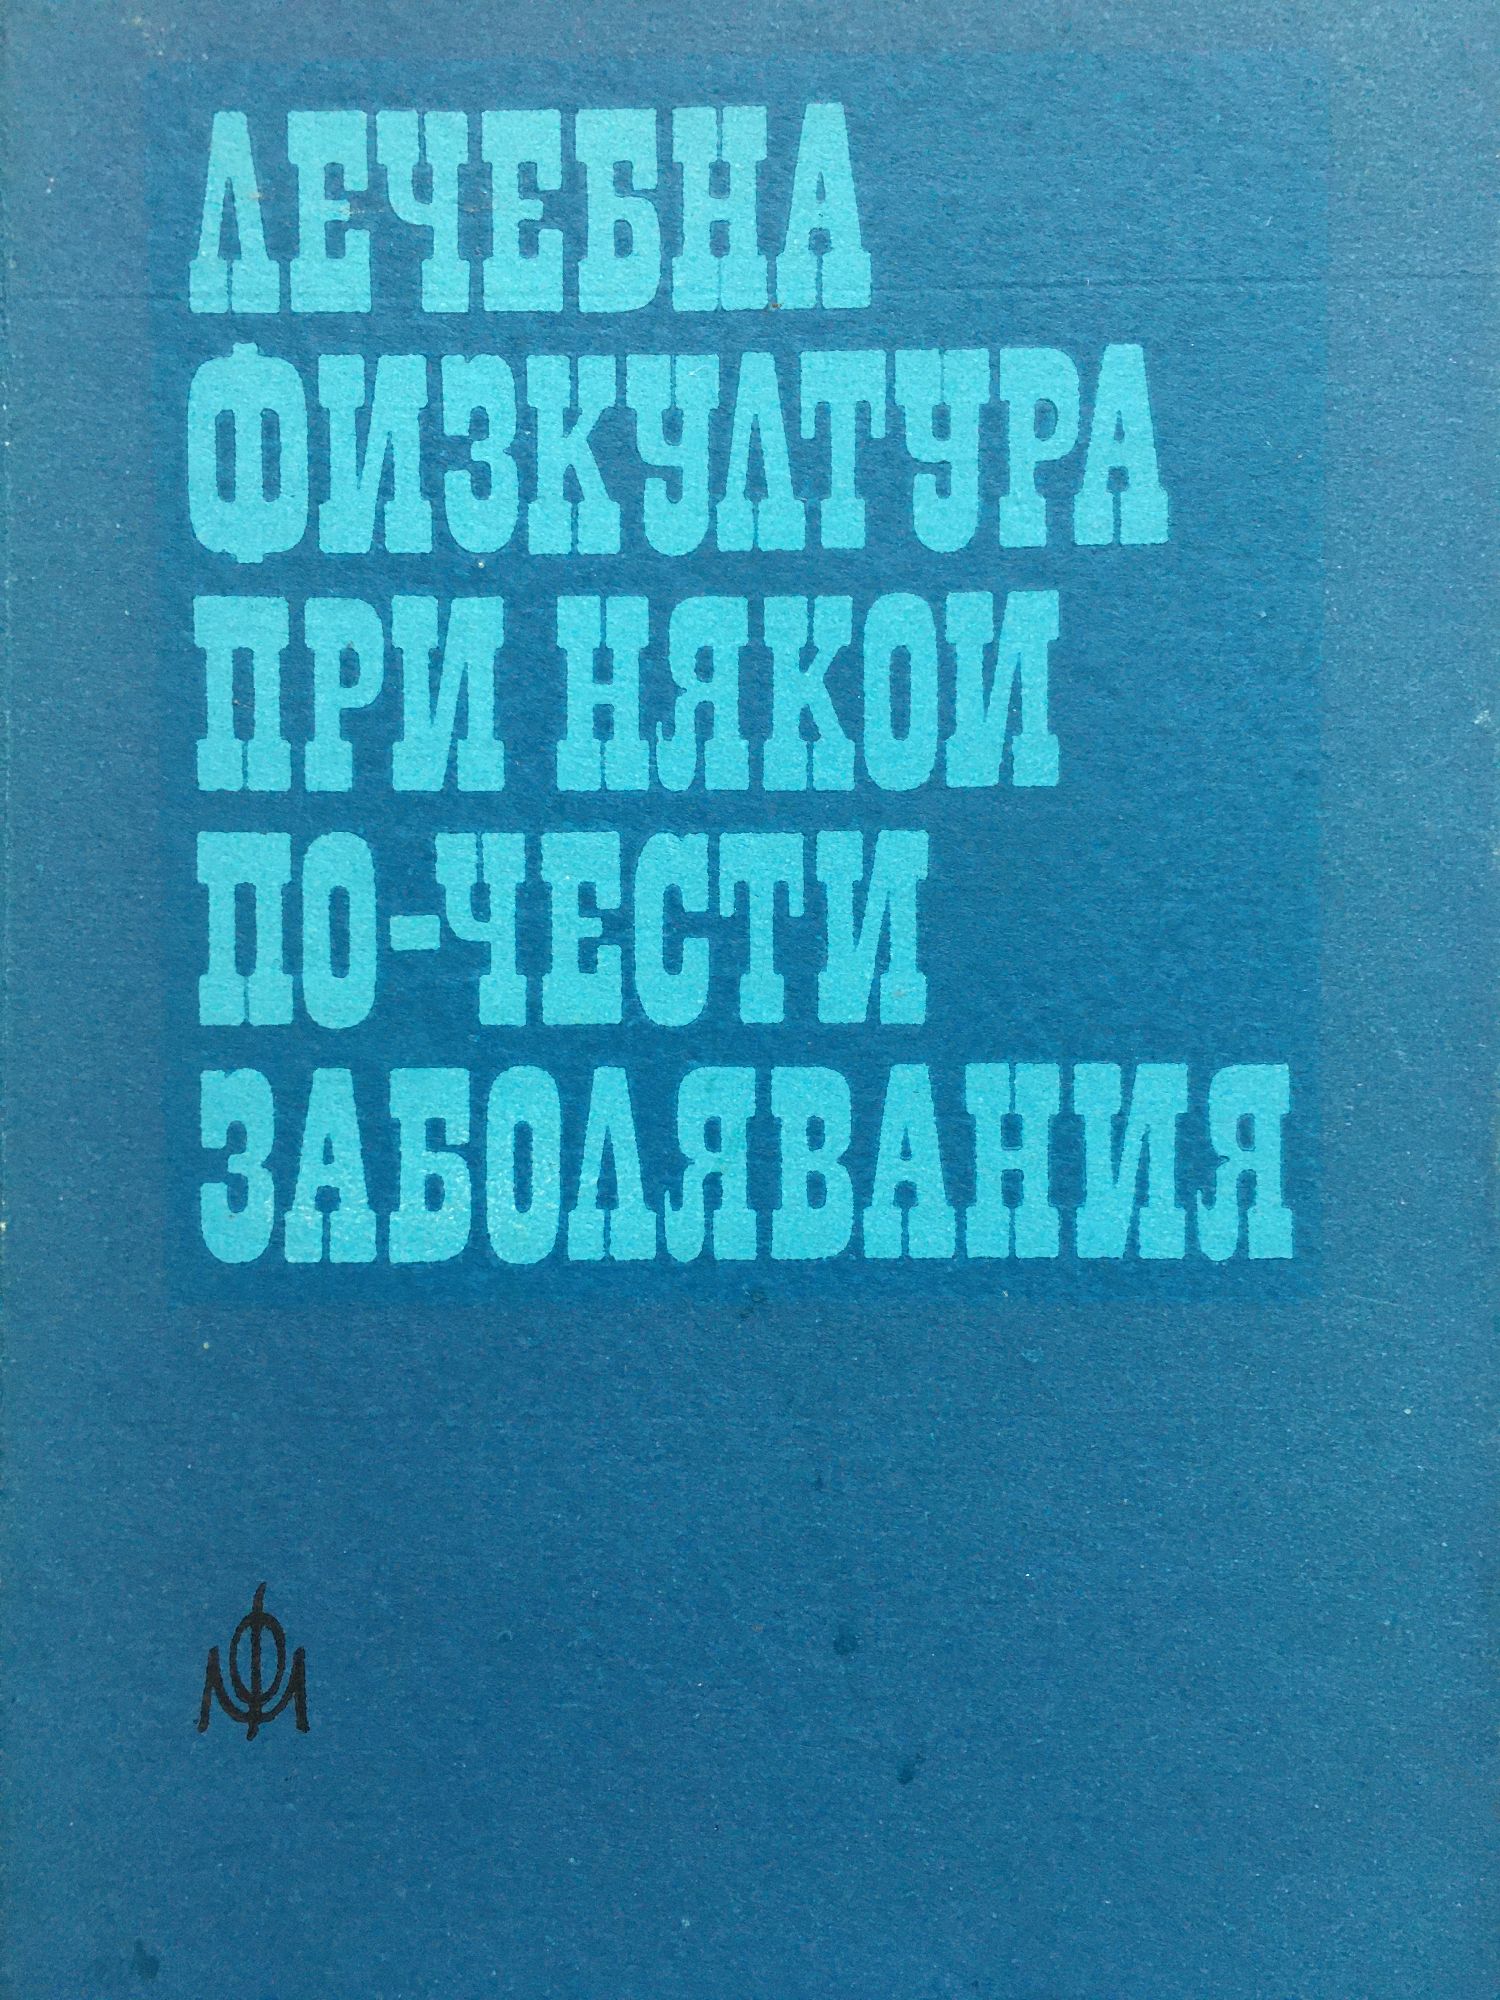 ЛЕЧЕБНА
ФИЗКУЛТУРА
ПРИ НЯКОИ
ПО-ЧЕСТИ
ЗАБОЛЯВАНИЯ